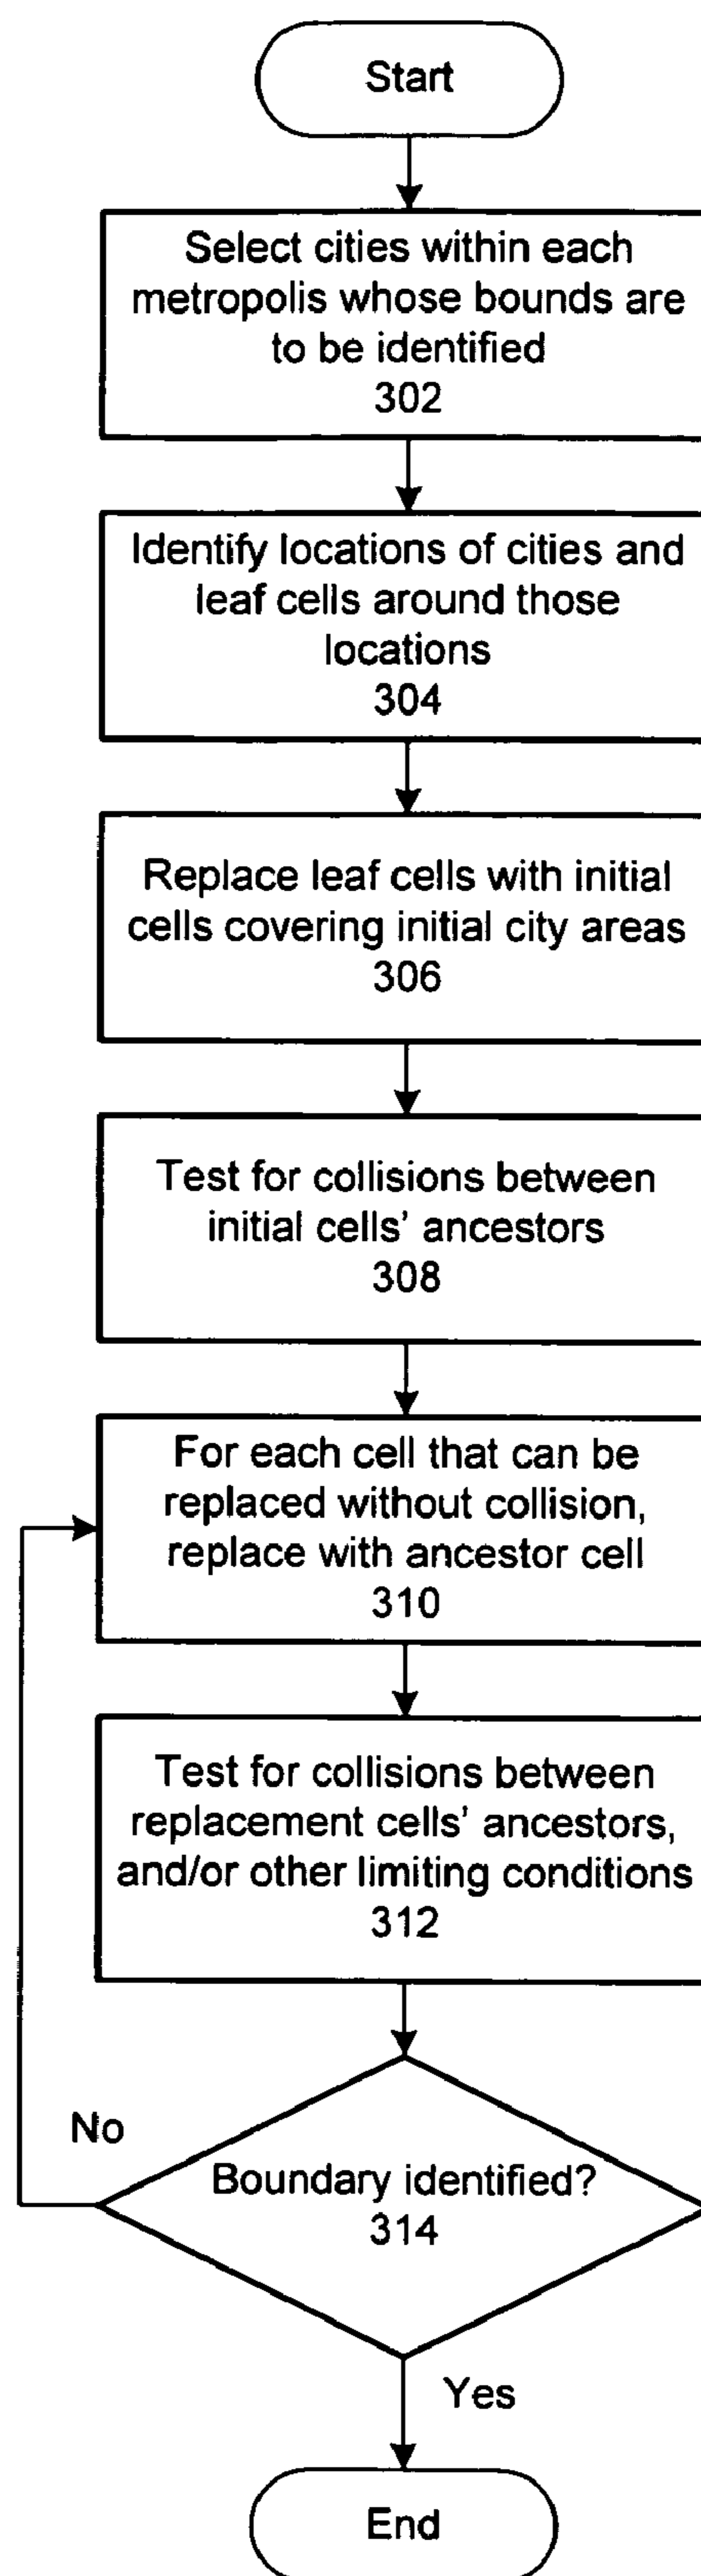 Start
Select cities within each
metropolis whose bounds are
to be identified
302
Identify locations of cities and
leaf cells around those
locations
304
Replace leaf cells with initial
cells covering initial city areas
306
Test for collisions between
initial cells' ancestors
308
For each cell that can be
replaced without collision,
replace with ancestor cell
310
Test for collisions between
replacement cells' ancestors,
and/or other limiting conditions
312
No
Boundary identified?
314
Yes
End